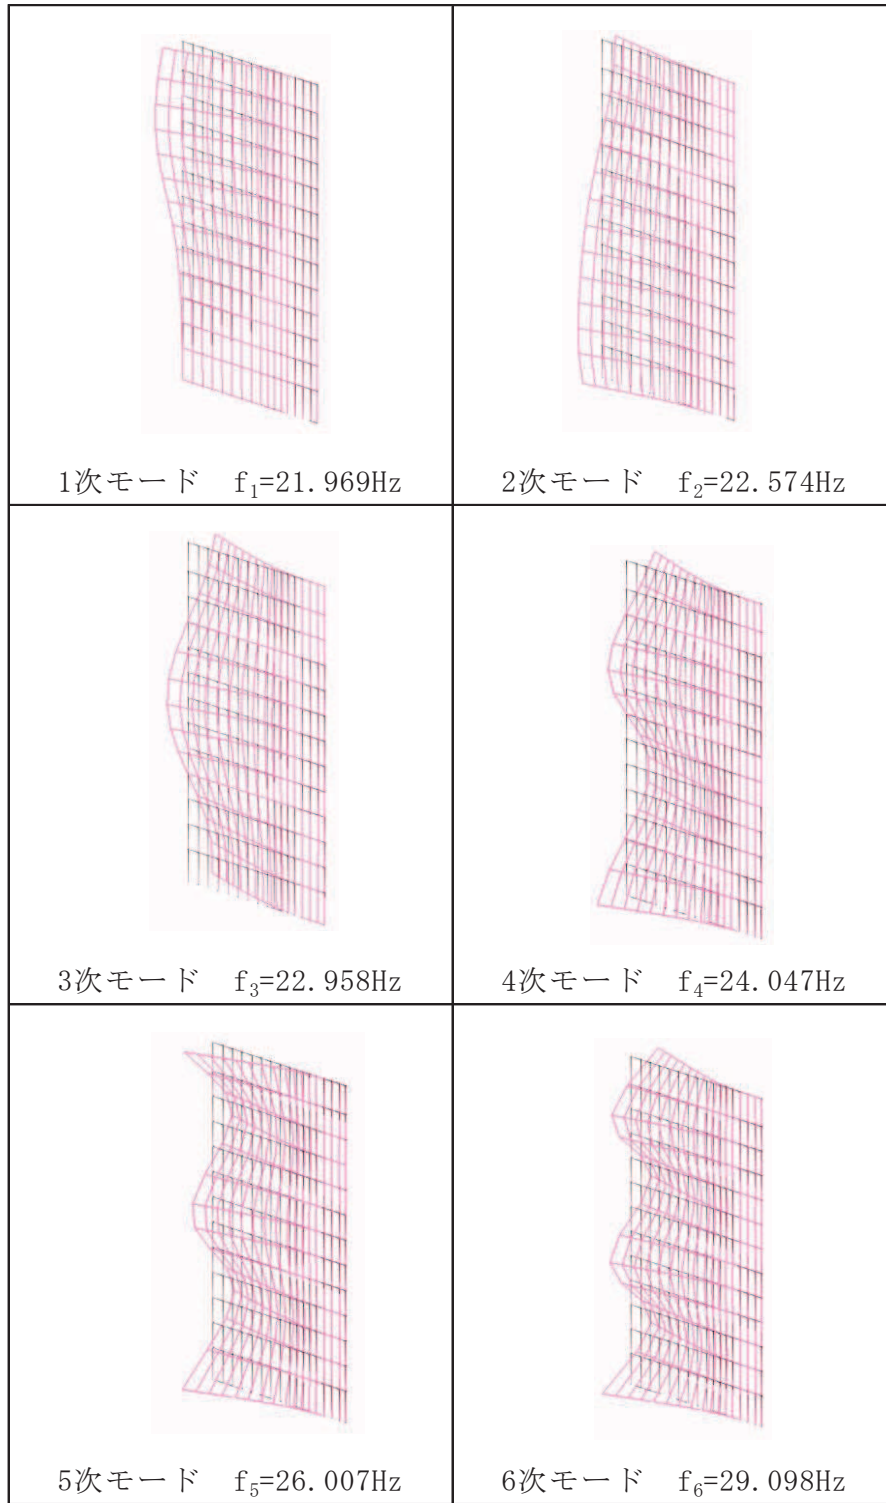 1次モード f₁=21.969Hz
2次モード f₂=22.574Hz
3次モード f₃=22.958Hz
4次モード f₄=24.047Hz
5次モード f₅=26.007Hz
6次モード f₆=29.098Hz